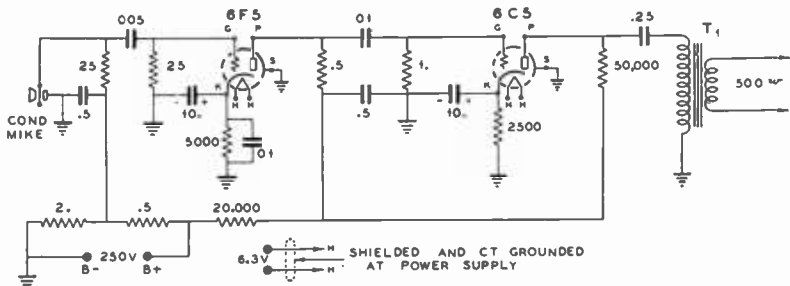 6F5
6C5
005
G P
01
G P
.25
T1
25
25
.5
1.
S
S
50,000
500 w
K
K
H H
H H
- 10. +
- 10. +
.5
.5
COND
MIKE
5000
01
2500
2.
.5
20.000
250V
B- B+
6.3V
H
H
SHIELDED AND CT GROUNDED
AT POWER SUPPLY